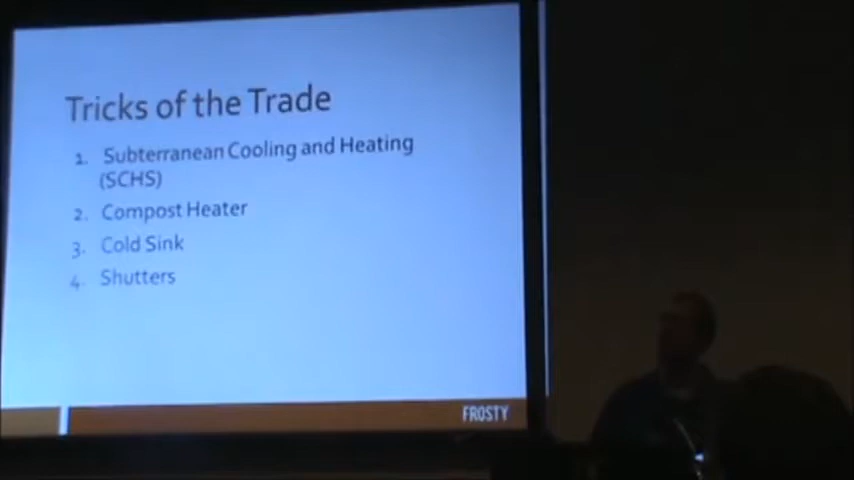 Tricks of the Trade
1. Subterranean Cooling and Heating
(SCHS)
2. Compost Heater
3. Cold Sink
4. Shutters
FROSTY